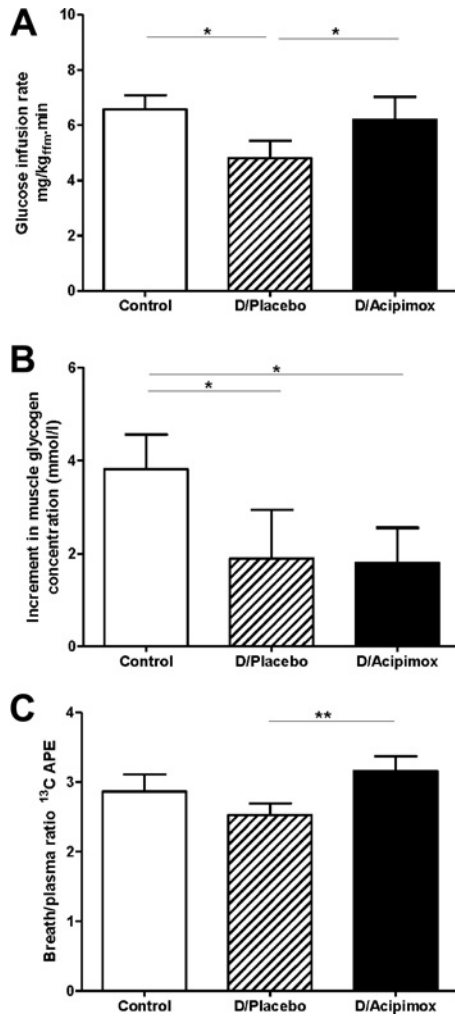 A
Glucose infusion rate
mg/kgffm.min
10
8
6
4
2
0
*
*
Control
D/Placebo
D/Acipimox
B
Increment in muscle glycogen
concentration (mmol/l)
6
4
2
0
*
*
Control
D/Placebo
D/Acipimox
C
Breath/plasma ratio ¹³C APE
4
3
2
1
0
**
Control
D/Placebo
D/Acipimox